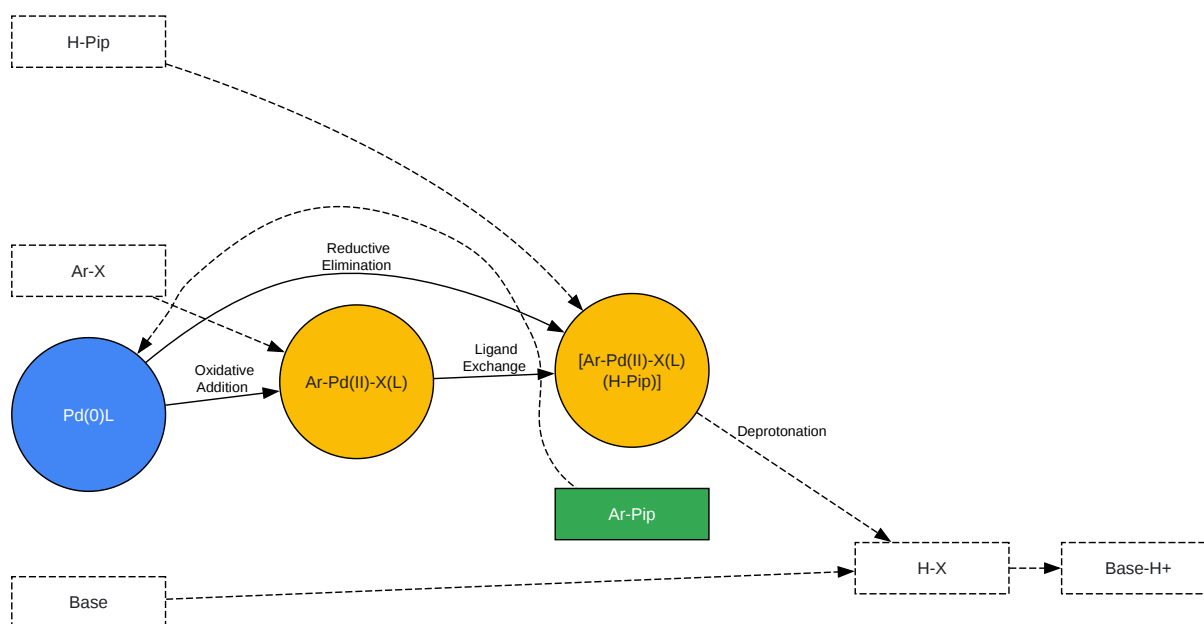 H-Pip
Ar-X
Reductive
Elimination
Oxidative
Addition
Ligand
Exchange
Pd(0)L
Ar-Pd(II)-X(L)
[Ar-Pd(II)-X(L)
(H-Pip)]
Deprotonation
Ar-Pip
H-X
Base-H+
Base